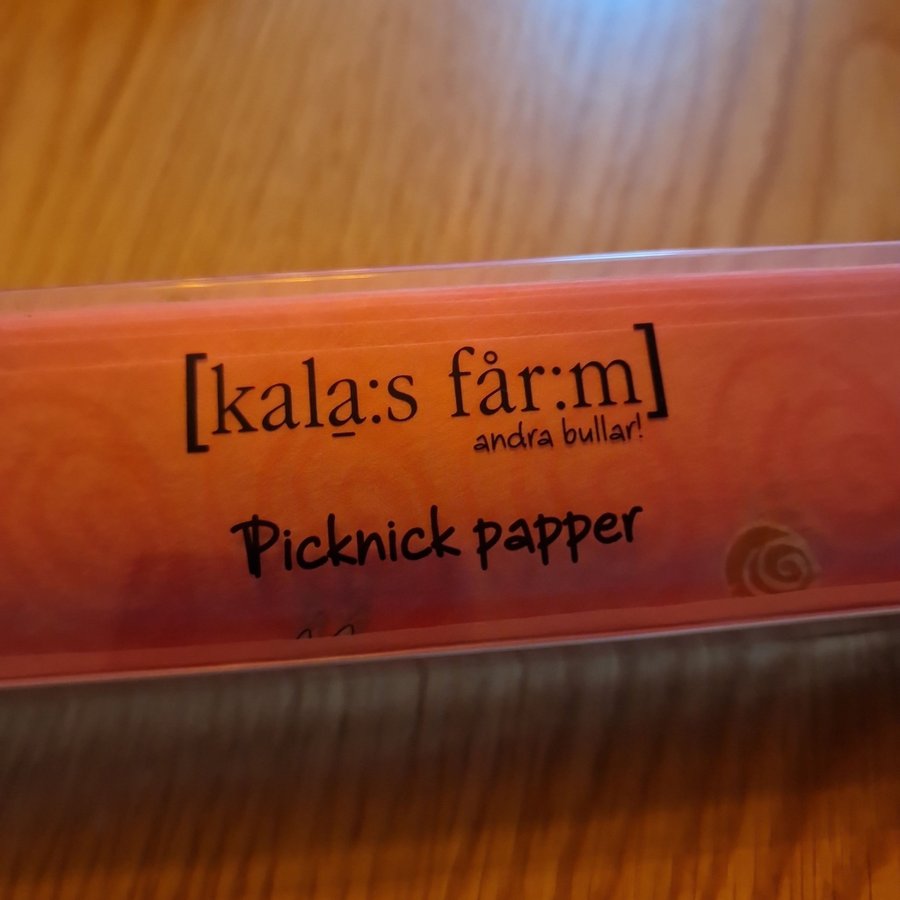 [kala̲:s får:m]
andra bullar!
Picknick papper